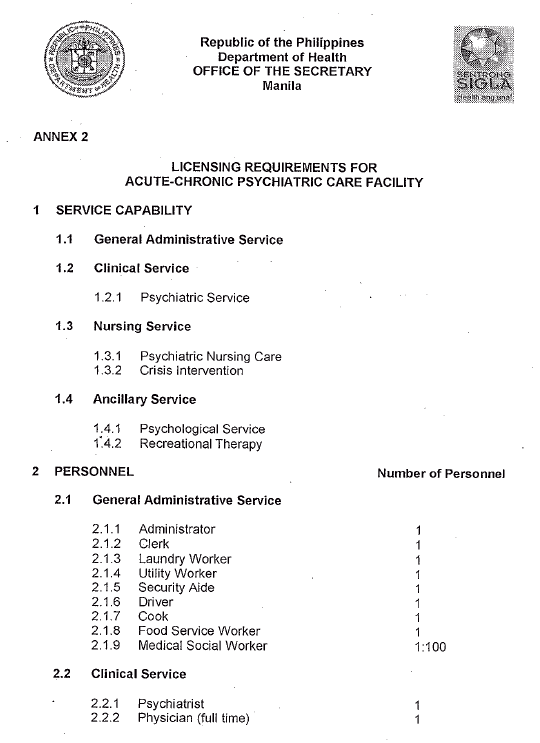 REPUBLIC OF THE PHILIPPINES
DEPARTMENT OF HEALTH
Republic of the Philippines
Department of Health
OFFICE OF THE SECRETARY
Manila
SENTRONG
SIGLA
ANNEX 2
LICENSING REQUIREMENTS FOR
ACUTE-CHRONIC PSYCHIATRIC CARE FACILITY
1 SERVICE CAPABILITY
1.1 General Administrative Service
1.2 Clinical Service
1.2.1 Psychiatric Service
1.3 Nursing Service
1.3.1 Psychiatric Nursing Care
1.3.2 Crisis Intervention
1.4 Ancillary Service
1.4.1 Psychological Service
1.4.2 Recreational Therapy
2 PERSONNEL Number of Personnel
2.1 General Administrative Service
2.1.1 Administrator 1
2.1.2 Clerk 1
2.1.3 Laundry Worker 1
2.1.4 Utility Worker 1
2.1.5 Security Aide 1
2.1.6 Driver 1
2.1.7 Cook 1
2.1.8 Food Service Worker 1
2.1.9 Medical Social Worker 1:100
2.2 Clinical Service
2.2.1 Psychiatrist 1
2.2.2 Physician (full time) 1